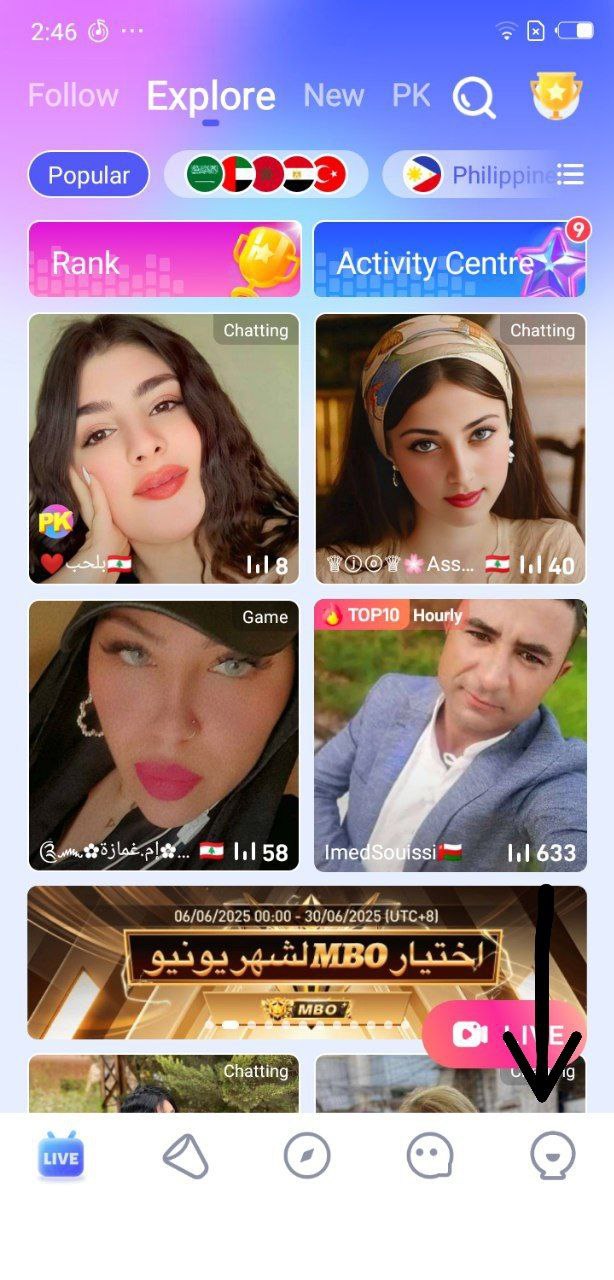 2:46 ...
Follow Explore New PK
Popular Philippine
Rank Activity Centre 9
Chatting Chatting
PK
❤️بلحب🇱🇧 8 ♕ⓙⓞ♕🌸Ass... 🇱🇧 40
Game TOP10 Hourly
✿إم.غمازة✿... 🇱🇧 58 ImedSouissi🇴🇲 633
06/06/2025 00:00 - 30/06/2025 (UTC+8)
اختيار MBO لشهر يونيو
MBO
LIVE
Chatting
LIVE